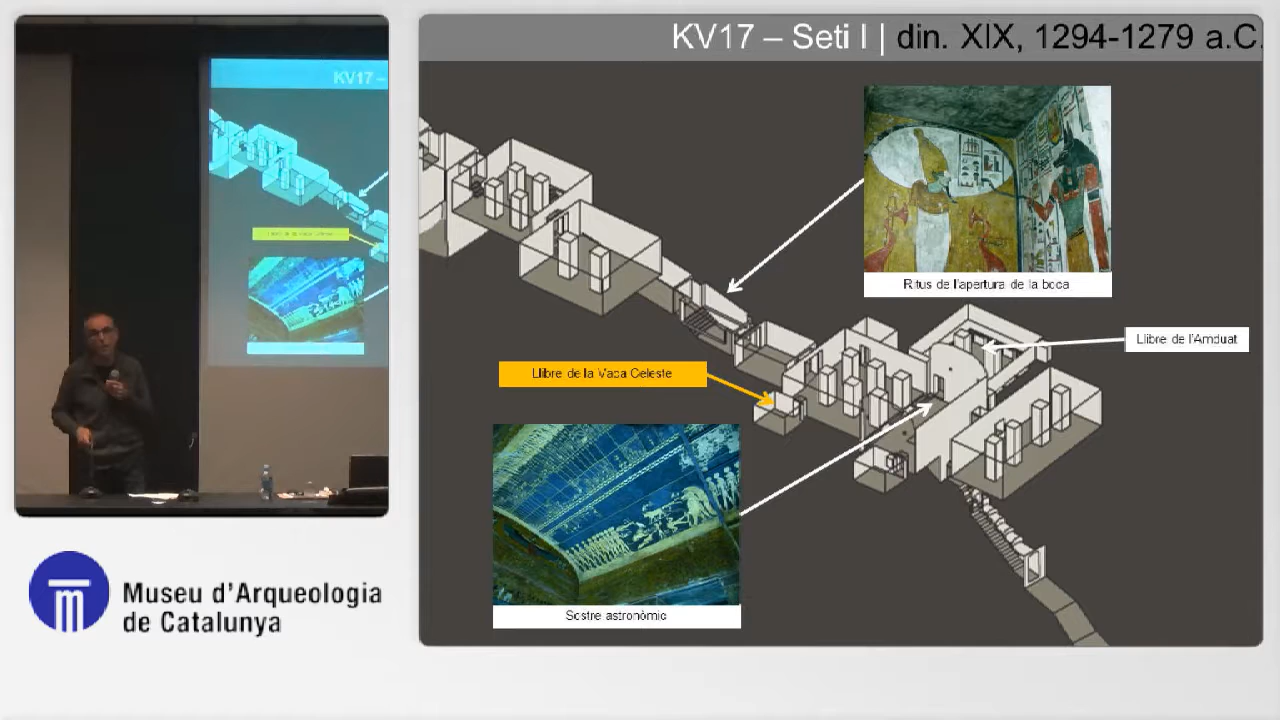 KV17 –
KV17 – Seti I | din. XIX, 1294-1279 a.C.
Ritus de l'apertura de la boca
Llibre de l'Amduat
Llibre de la Vaca Celeste
Sostre astronòmic
Museu d'Arqueologia
de Catalunya